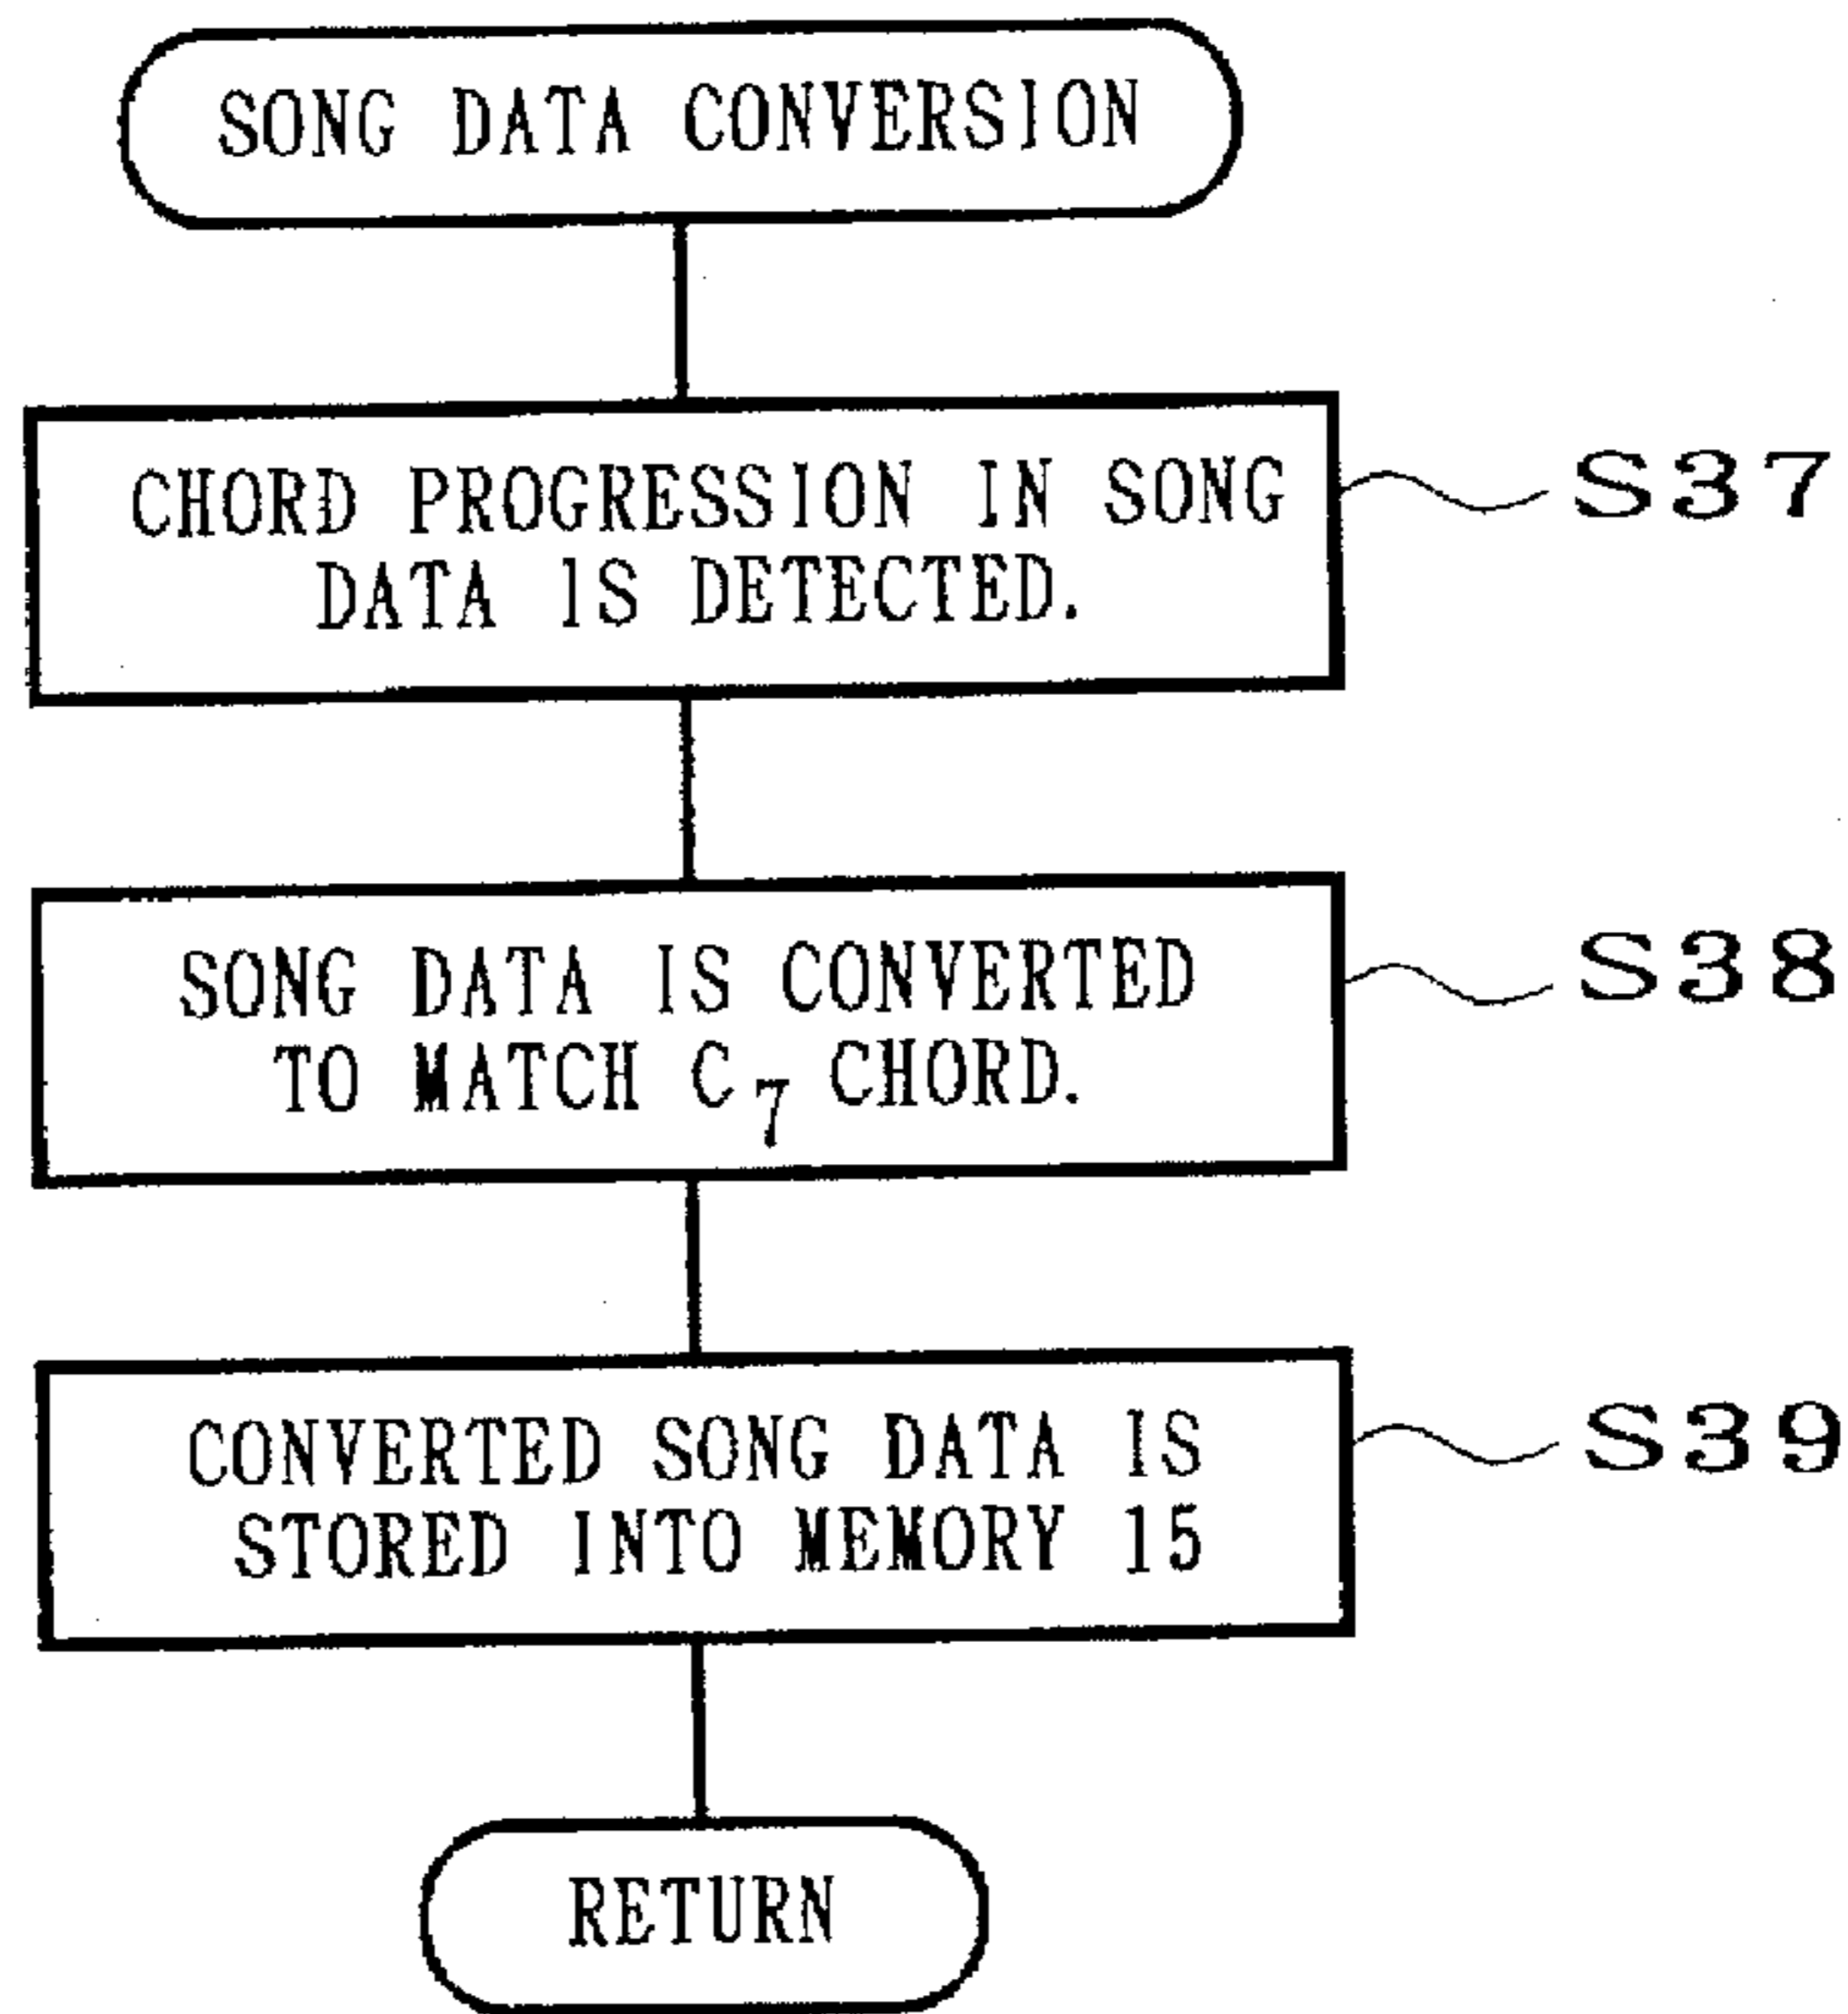 SONG DATA CONVERSION
CHORD PROGRESSION IN SONG
DATA IS DETECTED.
S37
SONG DATA IS CONVERTED
TO MATCH C7 CHORD.
S38
CONVERTED SONG DATA IS
STORED INTO MEMORY 15
S39
RETURN